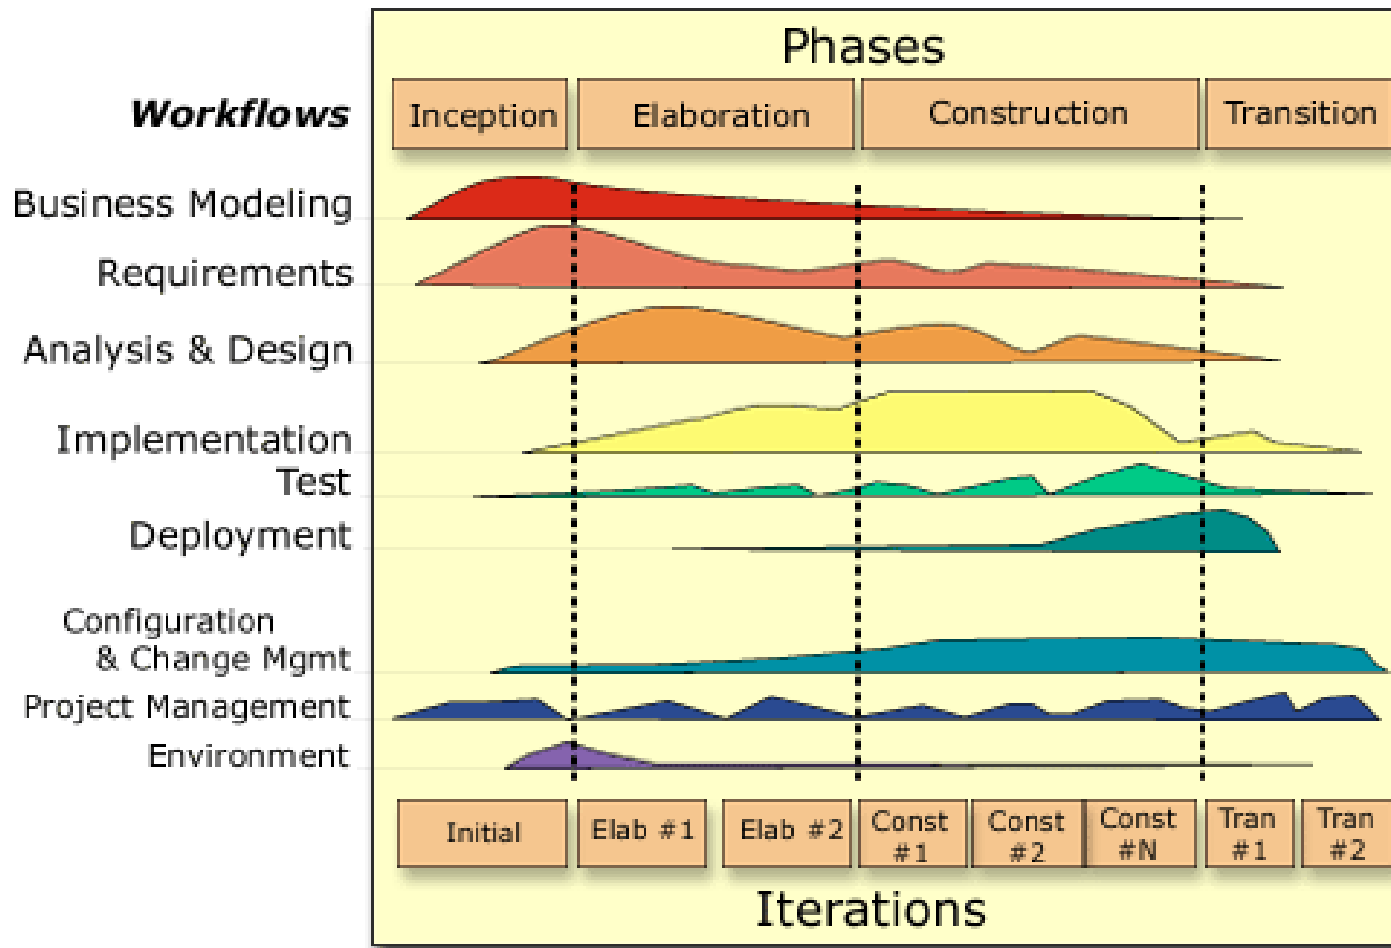 Phases
Workflows
Inception
Elaboration
Construction
Transition
Business Modeling
Requirements
Analysis & Design
Implementation
Test
Deployment
Configuration
& Change Mgmt
Project Management
Environment
Initial
Elab #1
Elab #2
Const
#1
Const
#2
Const
#N
Tran
#1
Tran
#2
Iterations